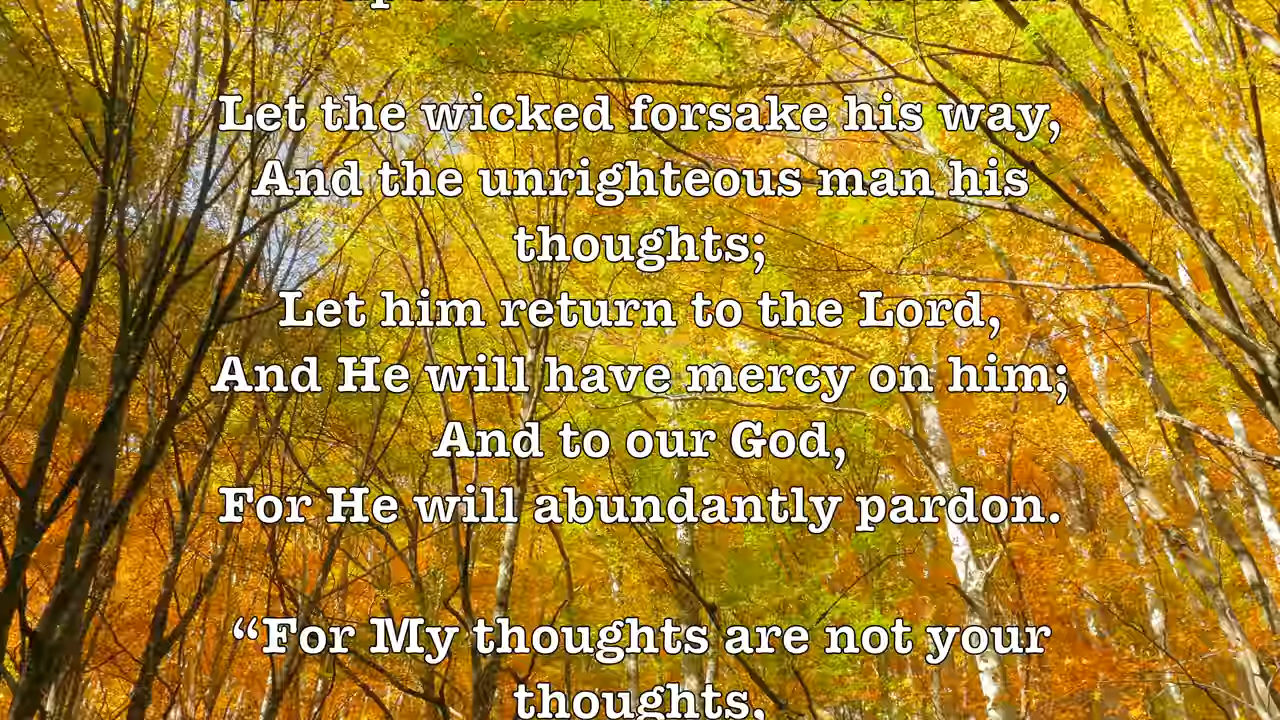 Let the wicked forsake his way,
And the unrighteous man his
thoughts;
Let him return to the Lord,
And He will have mercy on him;
And to our God,
For He will abundantly pardon.
“For My thoughts are not your
thoughts,